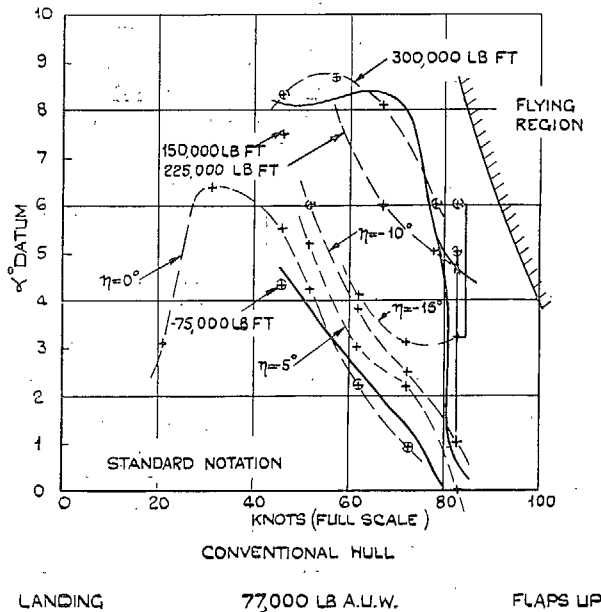 10
9
8
7
6
5
4
3
2
1
0
α° DATUM
300,000 LB FT
FLYING
REGION
150,000 LB FT
225,000 LB FT
η=-10°
η=0°
-75,000 LB FT
η=-15°
η=-5°
STANDARD NOTATION
0 20 40 60 80 100
KNOTS (FULL SCALE)
CONVENTIONAL HULL
LANDING 77,000 LB A.U.W. FLAPS UP